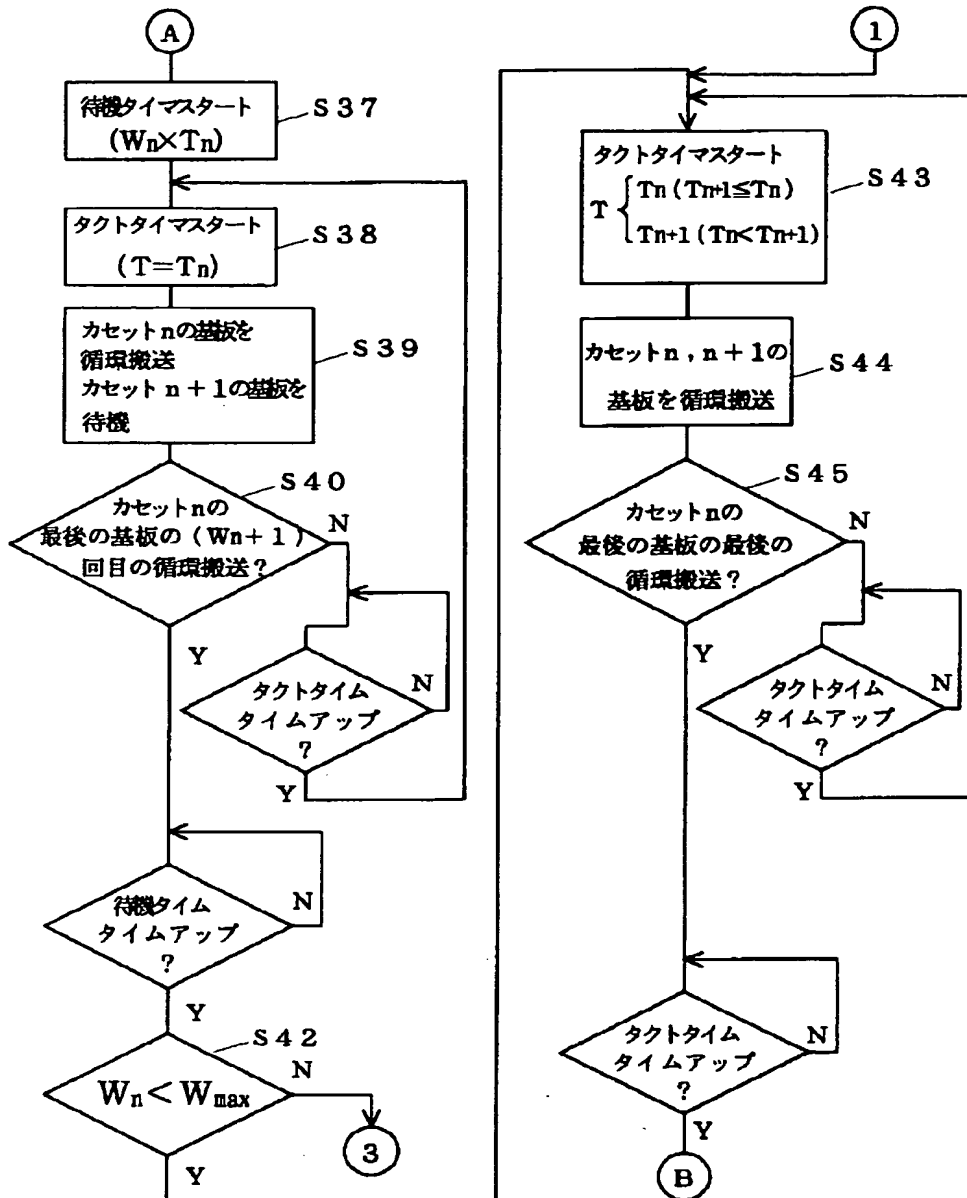 A
待機タイマスタート
(Wn×Tn)
S37
タクトタイマスタート
(T=Tn)
S38
カセットnの基板を
循環搬送
カセットn+1の基板を
待機
S39
S40
カセットnの
最後の基板の(Wn+1)
回目の循環搬送?
N
Y
タクトタイム
タイムアップ
?
N
Y
待機タイム
タイムアップ
?
N
Y
S42
Wn<Wmax
N
3
Y
1
タクトタイマスタート
T { Tn(Tn+1≦Tn)
Tn+1(Tn<Tn+1)
S43
カセットn,n+1の
基板を循環搬送
S44
S45
カセットnの
最後の基板の最後の
循環搬送?
N
Y
タクトタイム
タイムアップ
?
N
Y
タクトタイム
タイムアップ
?
N
Y
B